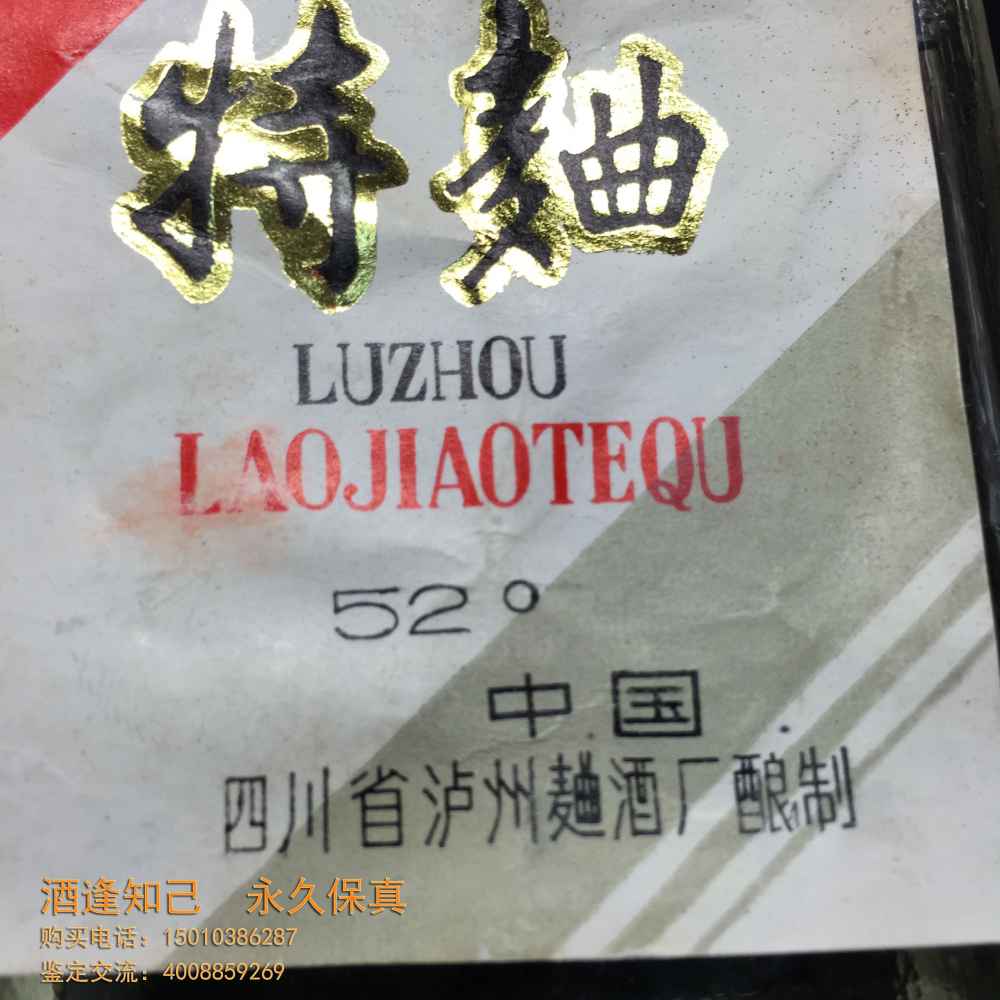 特麯
LUZHOU
LAOJIAOTEQU
52°
中国
四川省泸州麯酒厂酿制
酒逢知己 永久保真
购买电话：15010386287
鉴定交流：4008859269